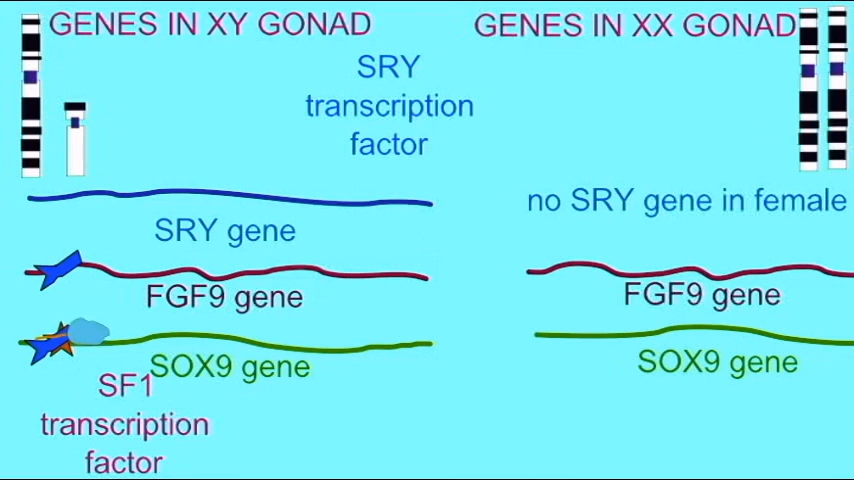 GENES IN XY GONAD
GENES IN XX GONAD
SRY
transcription
factor
no SRY gene in female
SRY gene
FGF9 gene
FGF9 gene
SOX9 gene
SOX9 gene
SF1
transcription
factor